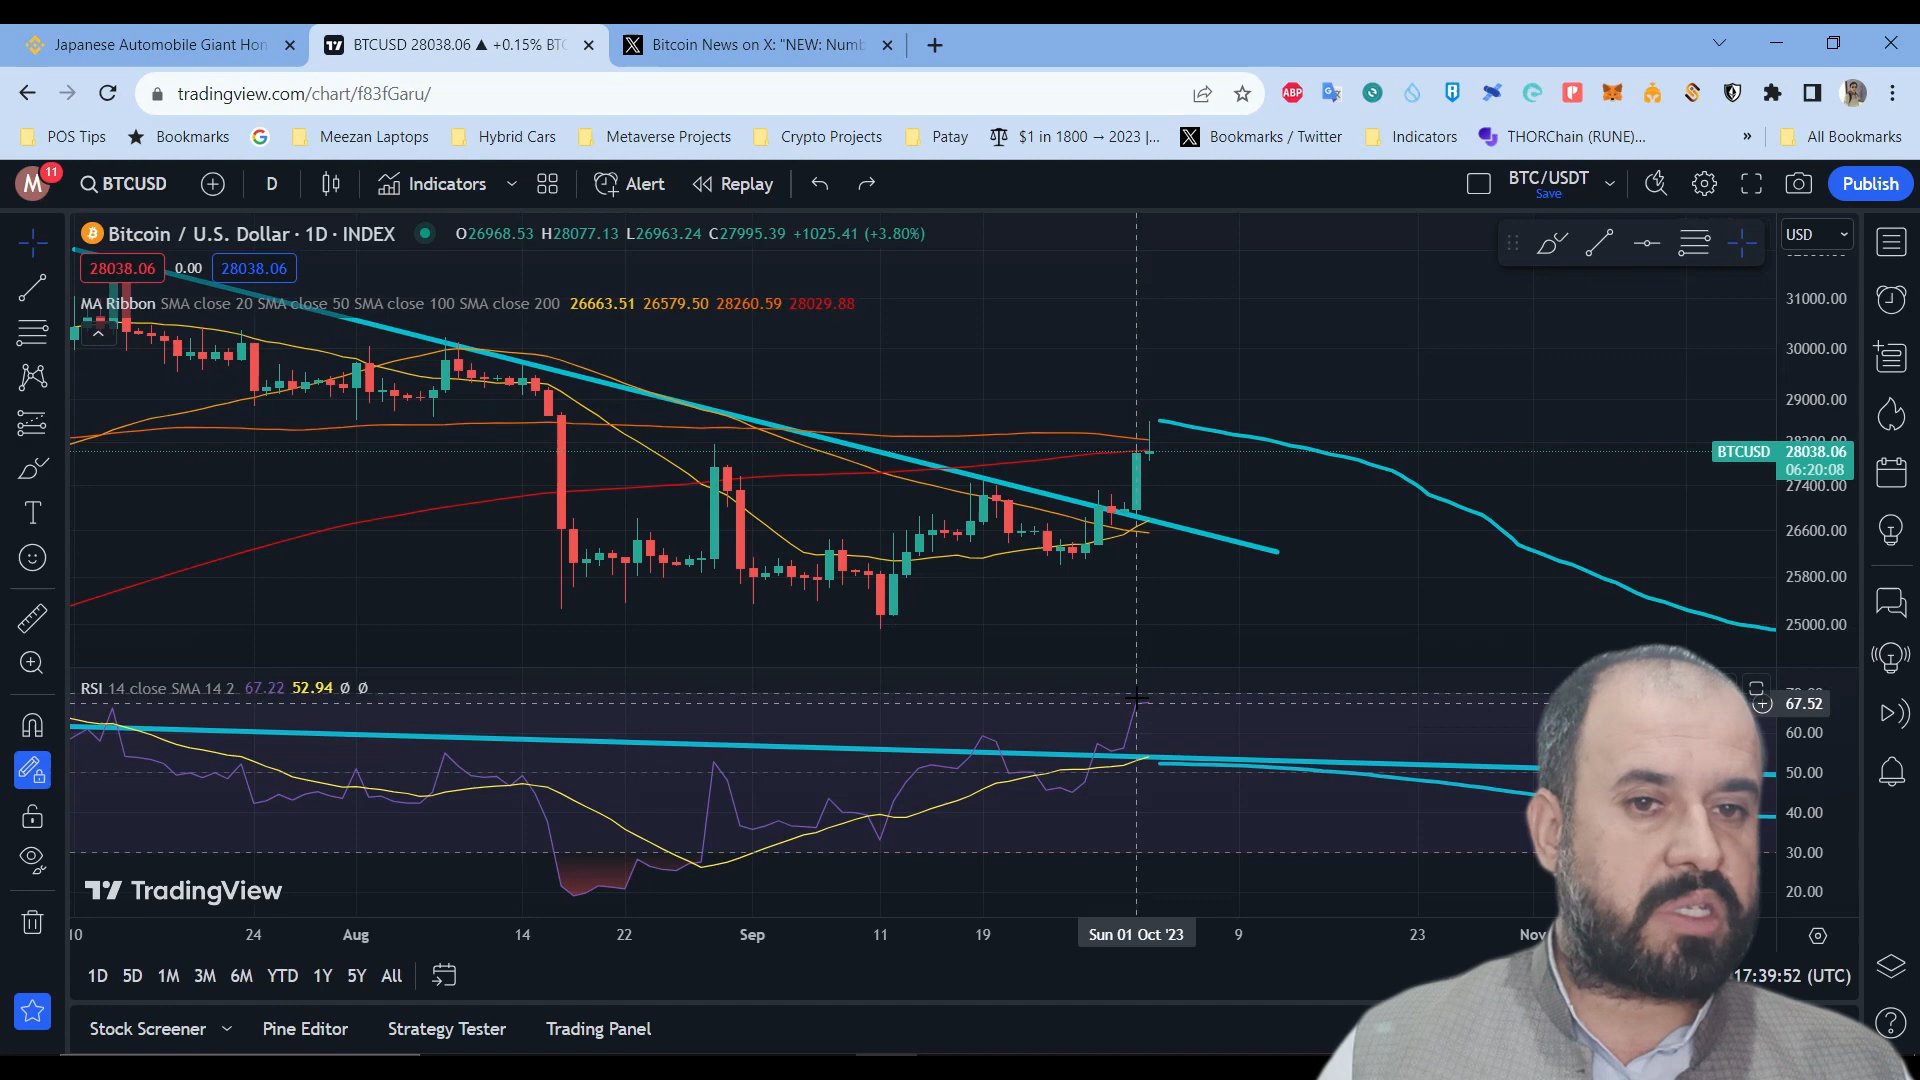 Japanese Automobile Giant Hon
BTCUSD 28038.06 ▲ +0.15% BTC
Bitcoin News on X: "NEW: Numb
tradingview.com/chart/f83fGaru/
POS Tips
Bookmarks
Meezan Laptops
Hybrid Cars
Metaverse Projects
Crypto Projects
Patay
$1 in 1800 → 2023 |...
Bookmarks / Twitter
Indicators
THORChain (RUNE)...
»
All Bookmarks
M
11
BTCUSD
D
Indicators
Alert
Replay
BTC/USDT
Save
Publish
Bitcoin / U.S. Dollar · 1D · INDEX
O26968.53 H28077.13 L26963.24 C27995.39 +1025.41 (+3.80%)
USD
28038.06 0.00 28038.06
MA Ribbon SMA close 20 SMA close 50 SMA close 100 SMA close 200 26663.51 26579.50 28260.59 28029.88
31000.00
30000.00
29000.00
BTCUSD 28038.06
06:20:08
27400.00
26600.00
25800.00
25000.00
RSI 14 close SMA 14 2 67.22 52.94 Ø Ø
67.52
60.00
50.00
40.00
30.00
20.00
TradingView
10 24 Aug 14 22 Sep 11 19 Sun 01 Oct '23 9 23 Nov
1D 5D 1M 3M 6M YTD 1Y 5Y All
17:39:52 (UTC)
Stock Screener
Pine Editor
Strategy Tester
Trading Panel